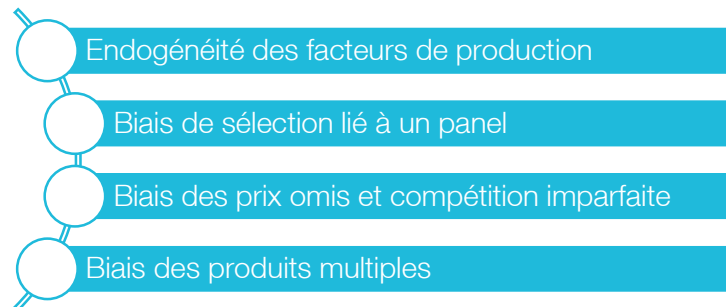 Endogénéité des facteurs de production
Biais de sélection lié à un panel
Biais des prix omis et compétition imparfaite
Biais des produits multiples